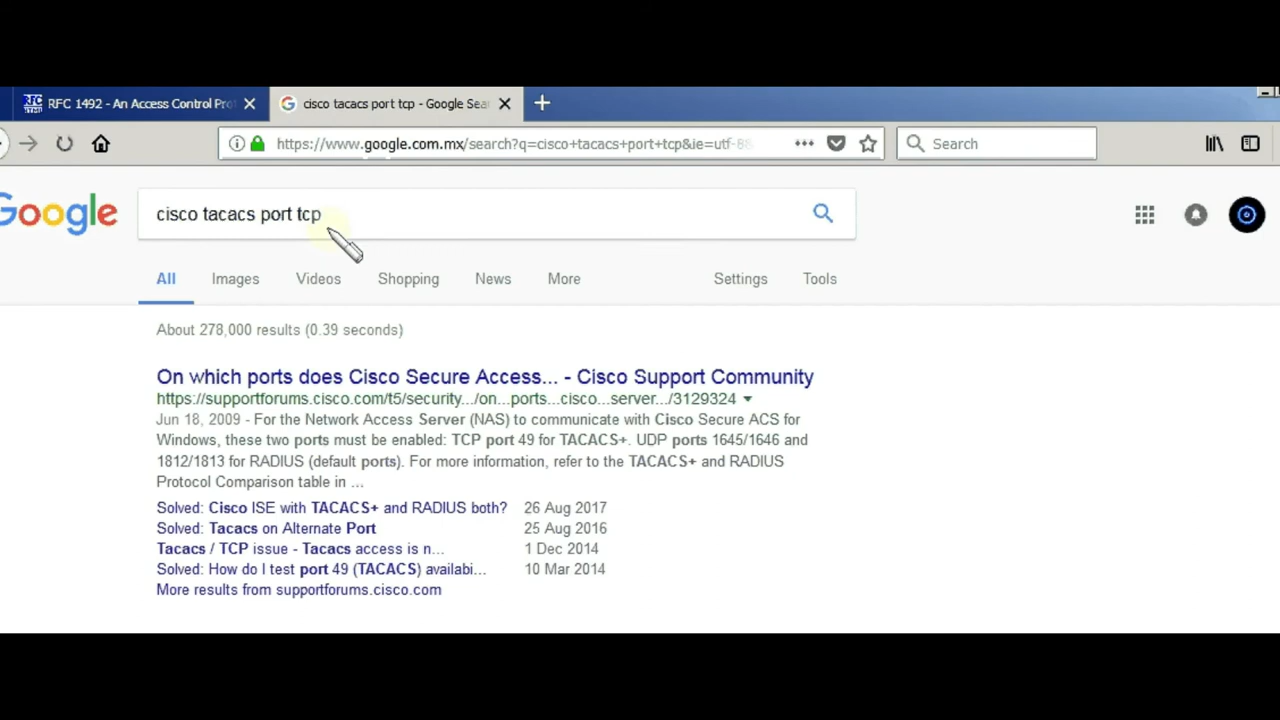 RFC 1492 - An Access Control Pro
cisco tacacs port tcp - Google Sea
https://www.google.com.mx/search?q=cisco+tacacs+port+tcp&ie=utf-8&
Search
Google
cisco tacacs port tcp
All Images Videos Shopping News More Settings Tools
About 278,000 results (0.39 seconds)
On which ports does Cisco Secure Access... - Cisco Support Community
https://supportforums.cisco.com/t5/security.../on...ports...cisco...server.../3129324
Jun 18, 2009 - For the Network Access Server (NAS) to communicate with Cisco Secure ACS for
Windows, these two ports must be enabled: TCP port 49 for TACACS+. UDP ports 1645/1646 and
1812/1813 for RADIUS (default ports). For more information, refer to the TACACS+ and RADIUS
Protocol Comparison table in ...
Solved: Cisco ISE with TACACS+ and RADIUS both? 26 Aug 2017
Solved: Tacacs on Alternate Port 25 Aug 2016
Tacacs / TCP issue - Tacacs access is n... 1 Dec 2014
Solved: How do I test port 49 (TACACS) availabi... 10 Mar 2014
More results from supportforums.cisco.com